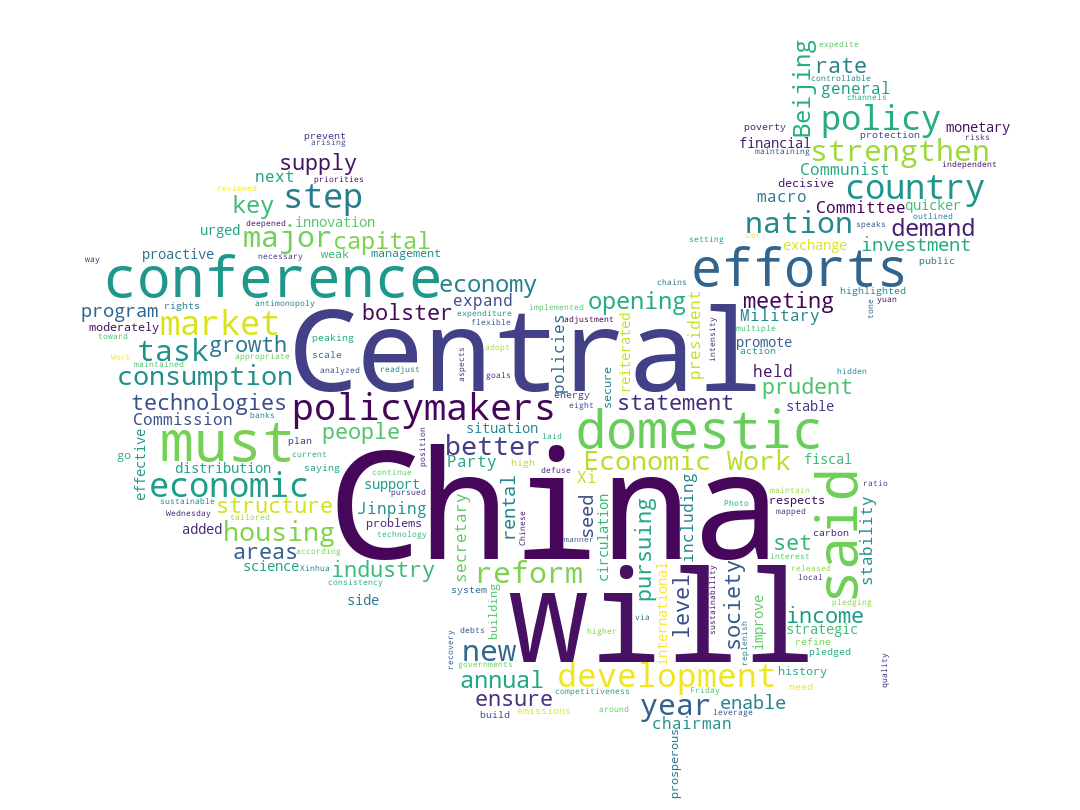 expedite
Beijing
rate
controllable
general
channels
policy
monetary
poverty
protection
risks
financial
maintaining
strengthen
independent
prevent
arising
supply
next
priorities
reviewed
key
step
Communist
decisive
country
macro
Committee
quicker
deepened
innovation
urged
major
capital
nation
outlined
speaks
demand
setting
exchange
investment
way
proactive
necessary
weak
management
public
conference
economy
efforts
chains
highlighted
antimonopoly
rights
program
bolster
expand
expenditure
flexible
implemented
adjustment
opening
meeting
yuan
tone
moderately
market
Central
policies
reiterated
president
intensity
Military
multiple
toward
peaking
task
growth
scale
adopt
promote
action
work
maintained
appropriate
analyzed
readjust
aspects
goals
energy
eight
secure
held
hidden
consumption
prudent
technologies
policymakers
statement
stable
Commission
banks
people
situation
laid
domestic
must
plan
position
better
effective
go
distribution
saying
current
Party
high
defuse
Economic Work
fiscal
Xi
economic
sustainable
support
continue
pursued
China
said
ratio
maintain
respects
mapped
Photo
Wednesday
tailored
structure
Jinping
rental
seed
circulation
pursuing
including
carbon
stability
added
housing
problems
technology
secretary
Chinese
manner
set
areas
according
interest
science
Xinhua
industry
reform
released
local
consistency
system
will
international
level
sustainability
society
improve
pledging
side
building
via
income
strategic
higher
replenish
refine
pledged
recovery
debts
new
governments
annual
development
history
need
quality
ensure
competitiveness
Friday
year
enable
build
emissions
around
leverage
chairman
prosperous